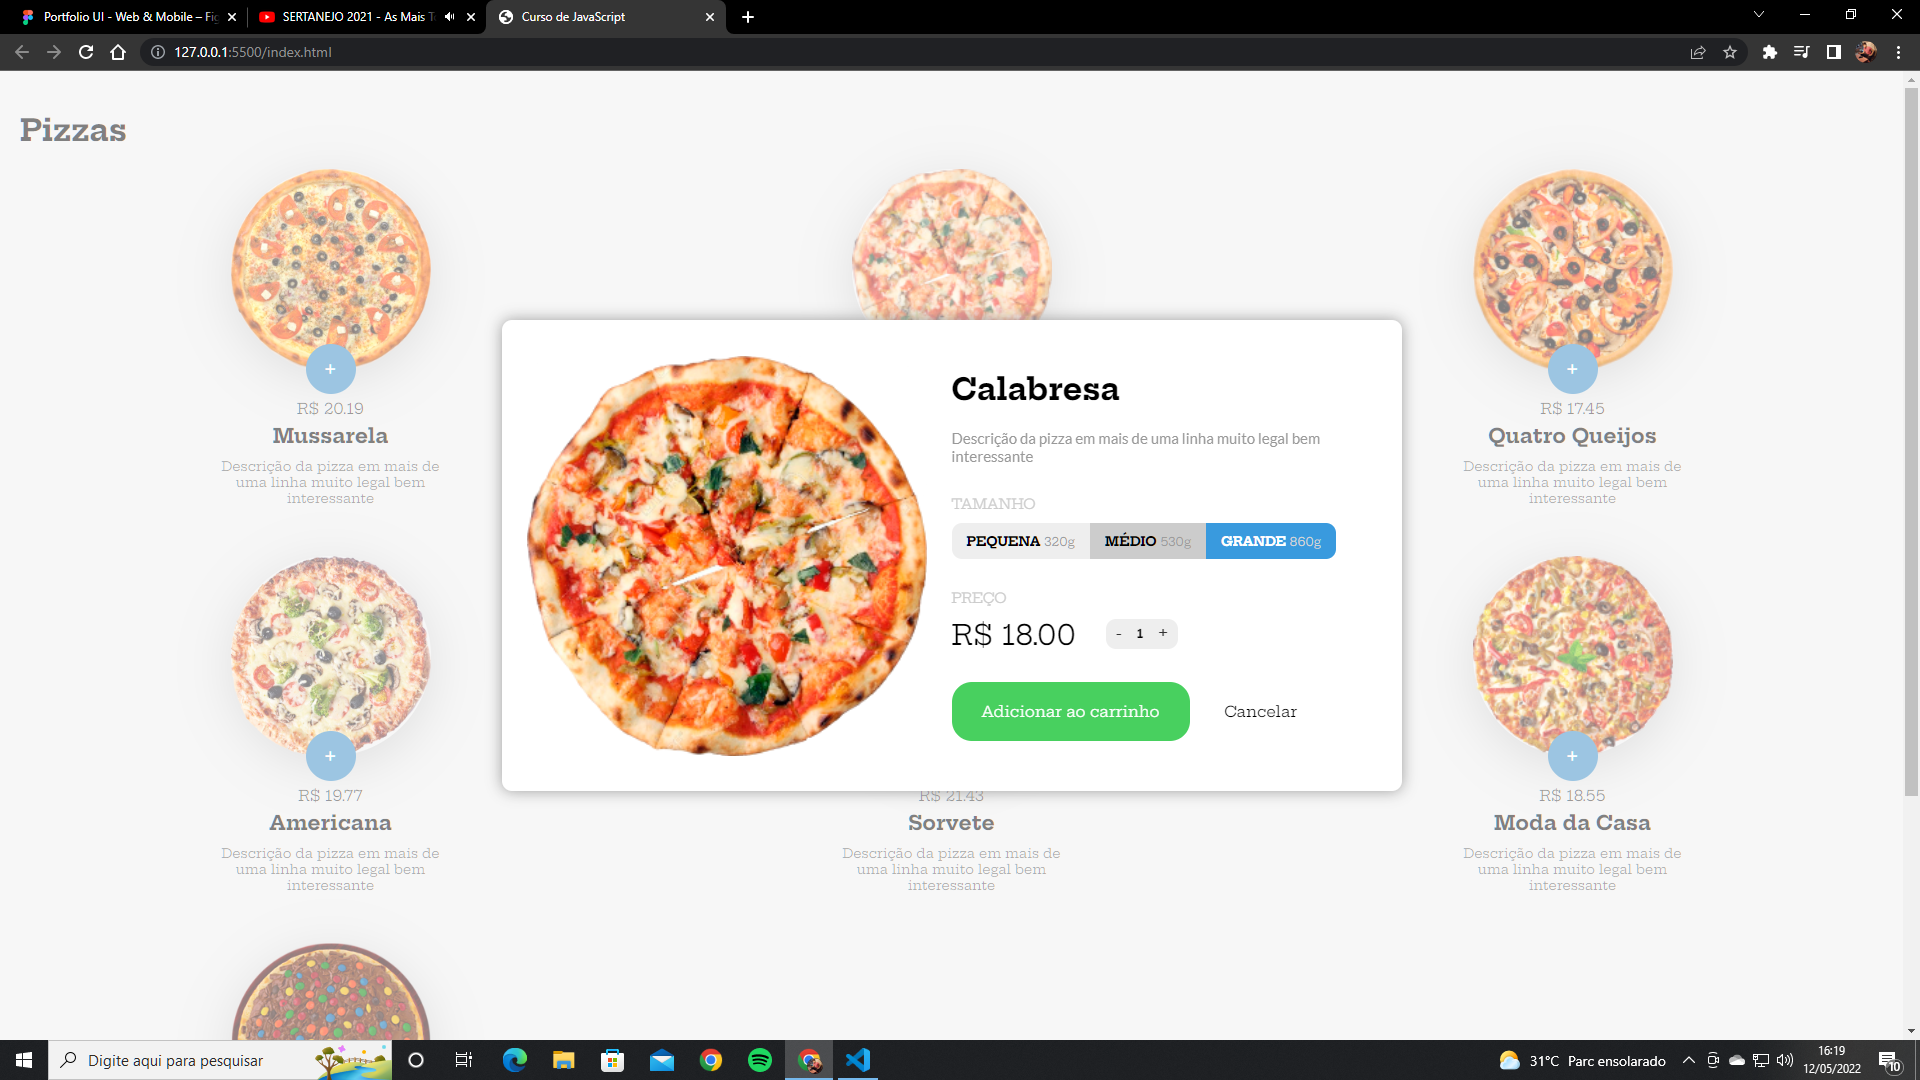 Portfolio UI - Web & Mobile – Fig
SERTANEJO 2021 - As Mais T
Curso de JavaScript
127.0.0.1:5500/index.html
Pizzas
+
R$ 20.19
Mussarela
Descrição da pizza em mais de
uma linha muito legal bem
interessante
+
R$ 17.45
Quatro Queijos
Descrição da pizza em mais de
uma linha muito legal bem
interessante
Calabresa
Descrição da pizza em mais de uma linha muito legal bem
interessante
TAMANHO
PEQUENA 320g MÉDIO 530g GRANDE 860g
PREÇO
R$ 18.00 - 1 +
Adicionar ao carrinho Cancelar
+
R$ 19.77
Americana
Descrição da pizza em mais de
uma linha muito legal bem
interessante
R$ 21.43
Sorvete
Descrição da pizza em mais de
uma linha muito legal bem
interessante
+
R$ 18.55
Moda da Casa
Descrição da pizza em mais de
uma linha muito legal bem
interessante
Digite aqui para pesquisar
31°C Parc ensolarado
16:19
12/05/2022
10